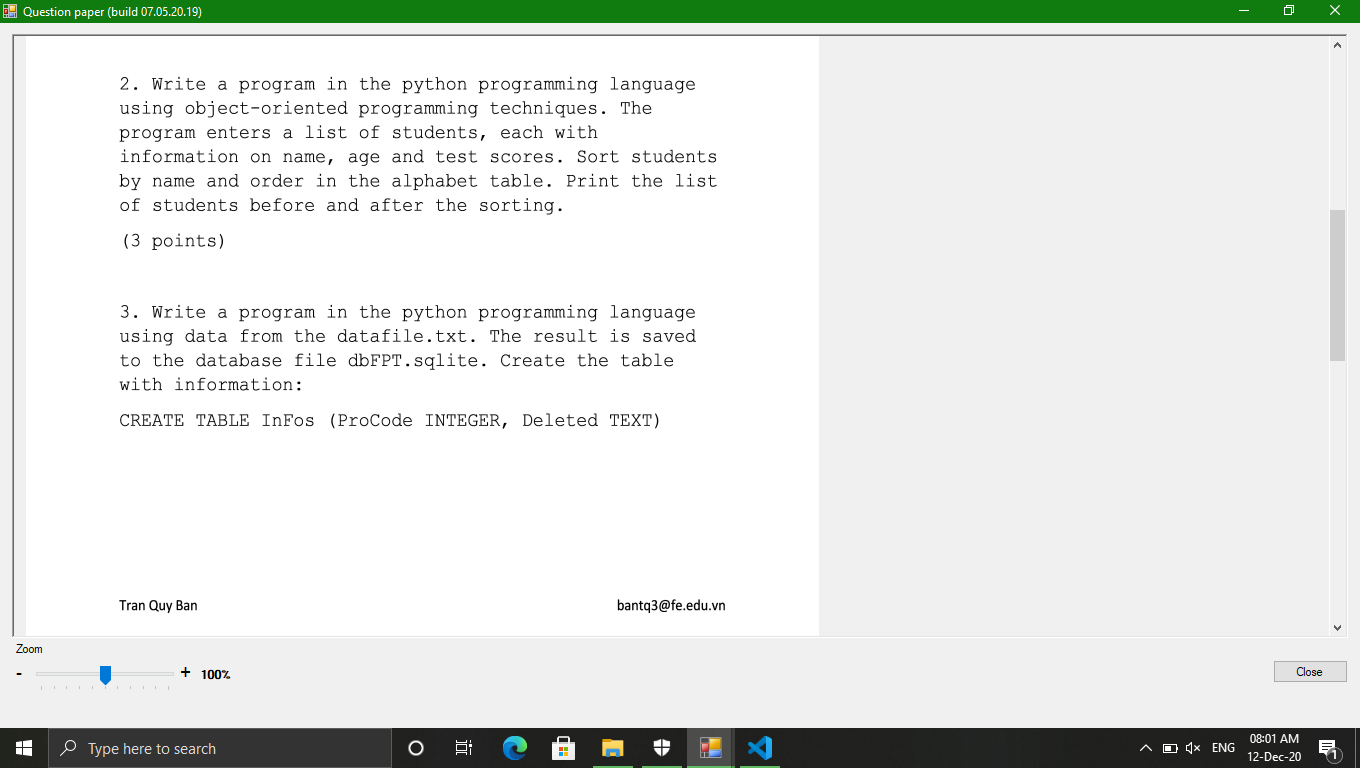 Question paper (build 07.05.20.19)
2. Write a program in the python programming language
using object-oriented programming techniques. The
program enters a list of students, each with
information on name, age and test scores. Sort students
by name and order in the alphabet table. Print the list
of students before and after the sorting.
(3 points)
3. Write a program in the python programming language
using data from the datafile.txt. The result is saved
to the database file dbFPT.sqlite. Create the table
with information:
CREATE TABLE InFos (ProCode INTEGER, Deleted TEXT)
Tran Quy Ban bantq3@fe.edu.vn
Zoom
- + 100%
Close
Type here to search
ENG
08:01 AM
12-Dec-20
1